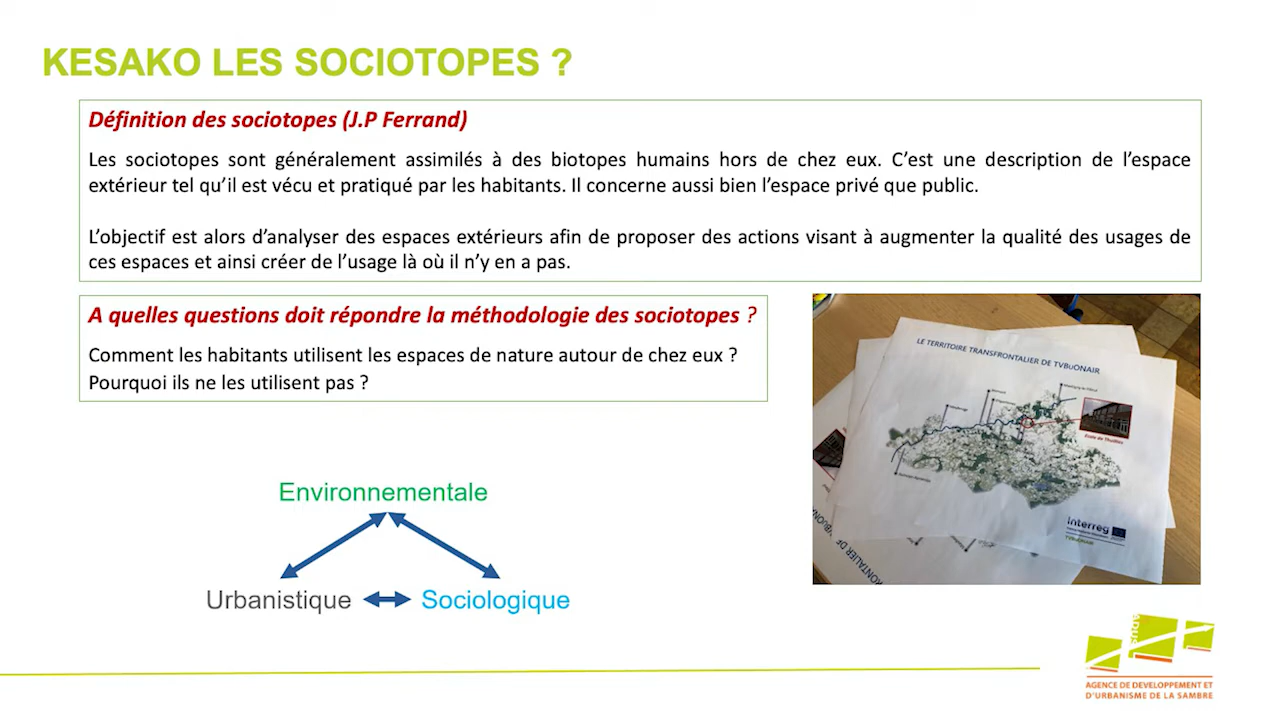 KESAKO LES SOCIOTOPES ?
Définition des sociotopes (J.P Ferrand)
Les sociotopes sont généralement assimilés à des biotopes humains hors de chez eux. C’est une description de l’espace
extérieur tel qu’il est vécu et pratiqué par les habitants. Il concerne aussi bien l’espace privé que public.
L’objectif est alors d’analyser des espaces extérieurs afin de proposer des actions visant à augmenter la qualité des usages de
ces espaces et ainsi créer de l’usage là où il n’y en a pas.
A quelles questions doit répondre la méthodologie des sociotopes ?
Comment les habitants utilisent les espaces de nature autour de chez eux ?
Pourquoi ils ne les utilisent pas ?
LE TERRITOIRE TRANSFRONTALIER DE TVBuONAIR
Ecole de Thuillies
Interreg
TVBuONAIR
Environnementale
Urbanistique
Sociologique
ADUS
AGENCE DE DEVELOPPEMENT ET
D'URBANISME DE LA SAMBRE